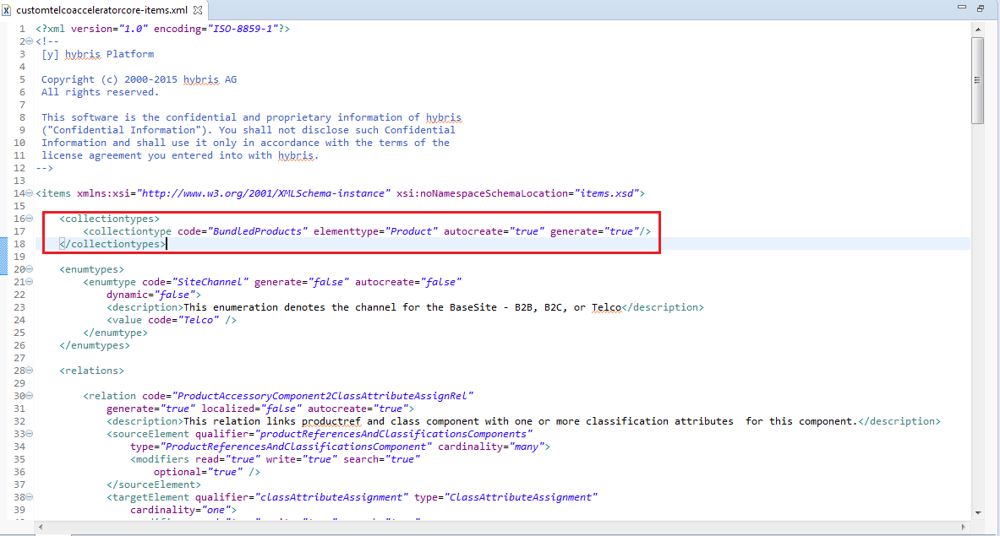 customtelcoacceleratorcore-items.xml
1 <?xml version="1.0" encoding="ISO-8859-1"?>
2 <!--
3 [y] hybris Platform
4
5 Copyright (c) 2000-2015 hybris AG
6 All rights reserved.
7
8 This software is the confidential and proprietary information of hybris
9 ("Confidential Information"). You shall not disclose such Confidential
10 Information and shall use it only in accordance with the terms of the
11 license agreement you entered into with hybris.
12 -->
13
14 <items xmlns:xsi="http://www.w3.org/2001/XMLSchema-instance" xsi:noNamespaceSchemaLocation="items.xsd">
15
16 <collectiontypes>
17 <collectiontype code="BundledProducts" elementtype="Product" autocreate="true" generate="true"/>
18 </collectiontypes>
19
20 <enumtypes>
21 <enumtype code="SiteChannel" generate="false" autocreate="false"
22 dynamic="false">
23 <description>This enumeration denotes the channel for the BaseSite - B2B, B2C, or Telco</description>
24 <value code="Telco" />
25 </enumtype>
26 </enumtypes>
27
28 <relations>
29
30 <relation code="ProductAccessoryComponent2ClassAttributeAssignRel"
31 generate="true" localized="false" autocreate="true">
32 <description>This relation links productref and class component with one or more classification attributes  for this component.</description>
33 <sourceElement qualifier="productReferencesAndClassificationsComponents"
34 type="ProductReferencesAndClassificationsComponent" cardinality="many">
35 <modifiers read="true" write="true" search="true"
36 optional="true" />
37 </sourceElement>
38 <targetElement qualifier="classAttributeAssignment" type="ClassAttributeAssignment"
39 cardinality="one">